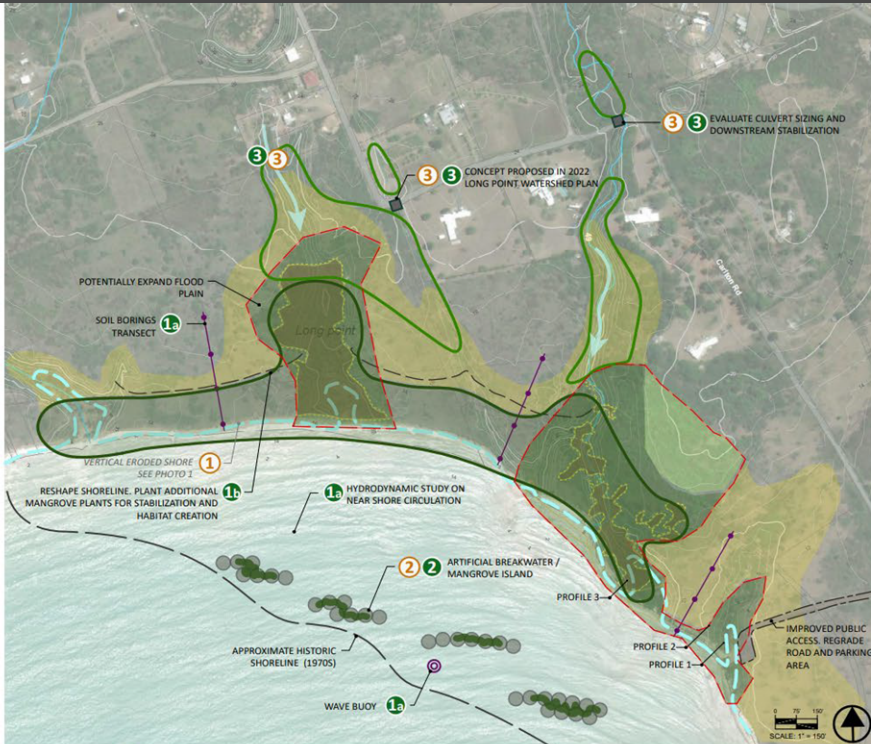 3 3 EVALUATE CULVERT SIZING AND
DOWNSTREAM STABILIZATION
3 3
3 3 CONCEPT PROPOSED IN 2022
LONG POINT WATERSHED PLAN
Carlton Rd
POTENTIALLY EXPAND FLOOD
PLAIN
SOIL BORINGS
TRANSECT 1a
Long point
VERTICAL ERODED SHORE
SEE PHOTO 1 1
RESHAPE SHORELINE. PLANT ADDITIONAL
MANGROVE PLANTS FOR STABILIZATION AND
HABITAT CREATION 1b
1a HYDRODYNAMIC STUDY ON
NEAR SHORE CIRCULATION
2 2 ARTIFICIAL BREAKWATER /
MANGROVE ISLAND
PROFILE 3
APPROXIMATE HISTORIC
SHORELINE (1970S)
PROFILE 2
PROFILE 1
IMPROVED PUBLIC
ACCESS. REGRADE
ROAD AND PARKING
AREA
WAVE BUOY 1a
0 75' 150'
SCALE: 1" = 150'